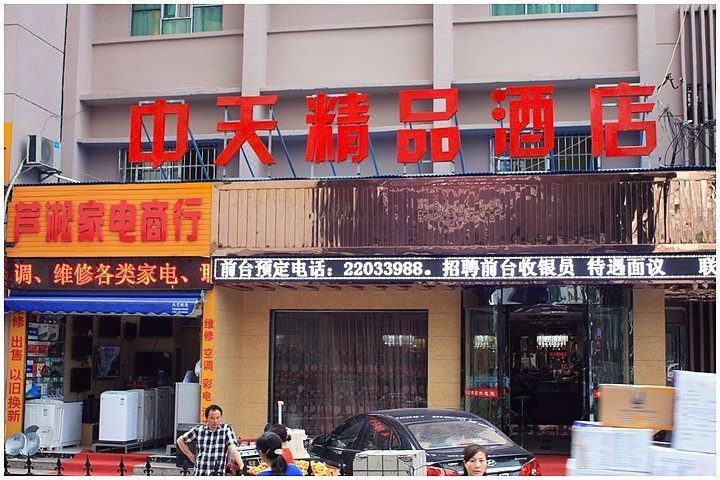 中天精品酒店
芦淞家电商行
调、维修各类家电、
前台预定电话：22033988。招聘前台收银员 待遇面议 联
修 出售 以旧换新
维修 空调 彩电